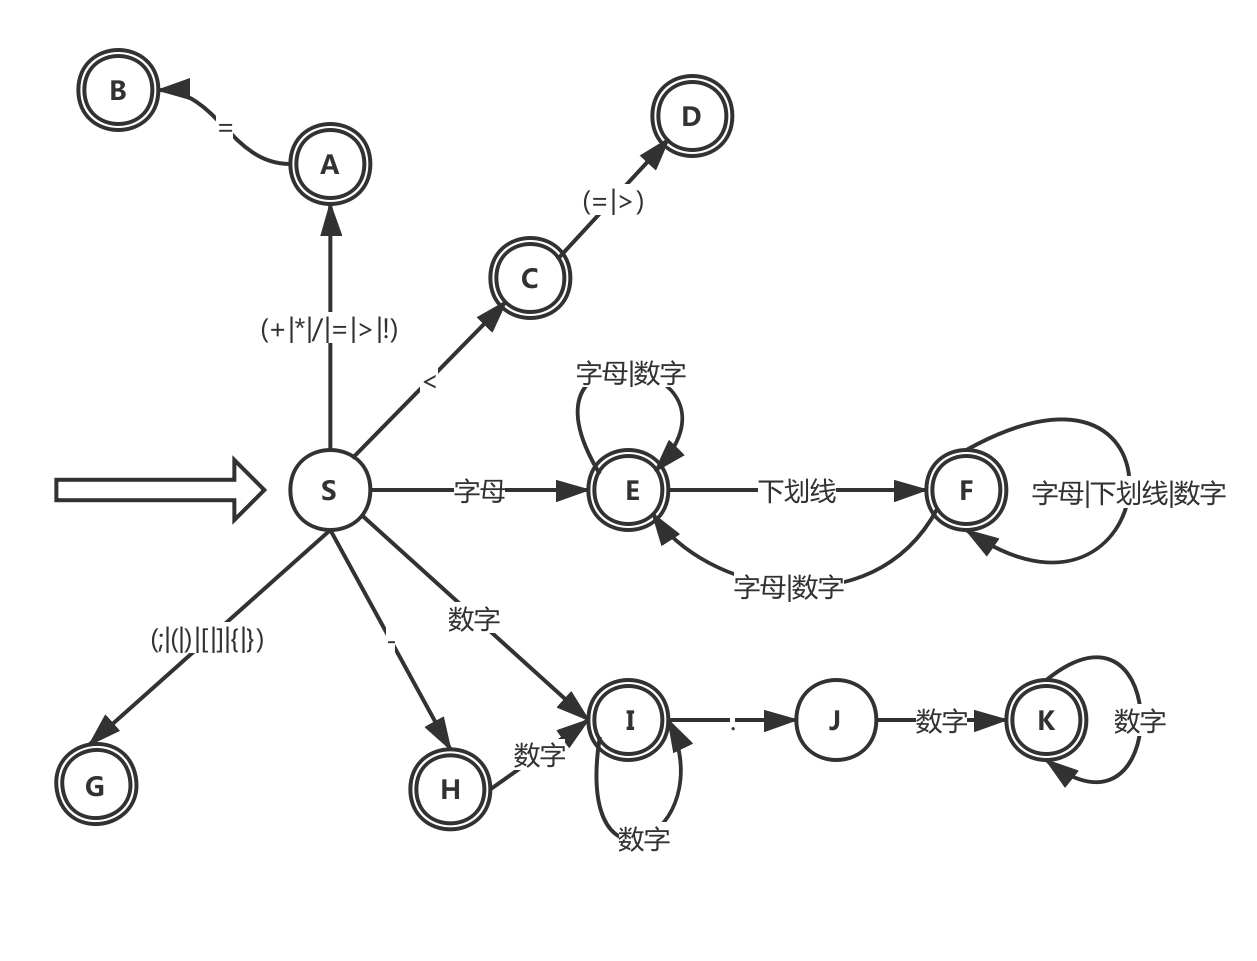 B
D
=
A
(=|>)
C
(+|*|/|=|>|!)
<
字母|数字
S
字母
E
下划线
F
字母|下划线|数字
字母|数字
数字
(;|(|)|[|]|{|})
-
I
.
J
数字
K
数字
数字
G
H
数字